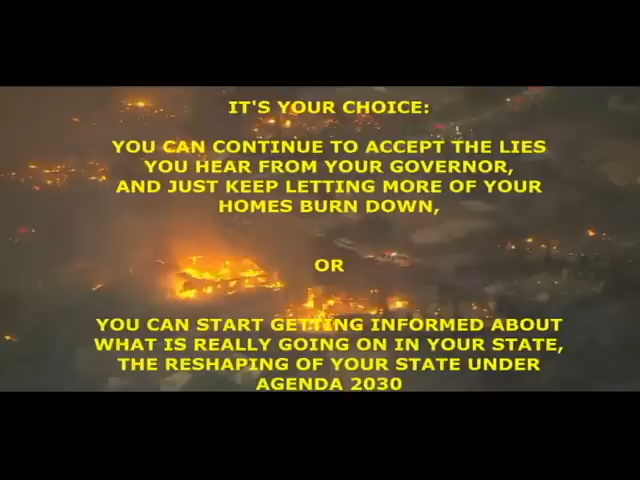 IT'S YOUR CHOICE:
YOU CAN CONTINUE TO ACCEPT THE LIES
YOU HEAR FROM YOUR GOVERNOR,
AND JUST KEEP LETTING MORE OF YOUR
HOMES BURN DOWN,
OR
YOU CAN START GETTING INFORMED ABOUT
WHAT IS REALLY GOING ON IN YOUR STATE,
THE RESHAPING OF YOUR STATE UNDER
AGENDA 2030